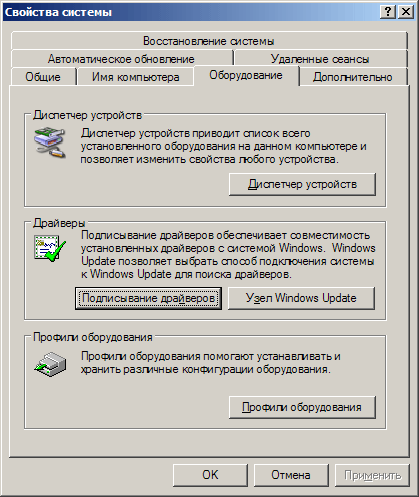 Свойства системы
Восстановление системы
Автоматическое обновление Удаленные сеансы
Общие Имя компьютера Оборудование Дополнительно
Диспетчер устройств
Диспетчер устройств приводит список всего
установленного оборудования на данном компьютере и
позволяет изменить свойства любого устройства.
Диспетчер устройств
Драйверы
Подписывание драйверов обеспечивает совместимость
установленных драйверов с системой Windows. Windows
Update позволяет выбрать способ подключения системы
к Windows Update для поиска драйверов.
Подписывание драйверов Узел Windows Update
Профили оборудования
Профили оборудования помогают устанавливать и
хранить различные конфигурации оборудования.
Профили оборудования
OK Отмена Применить